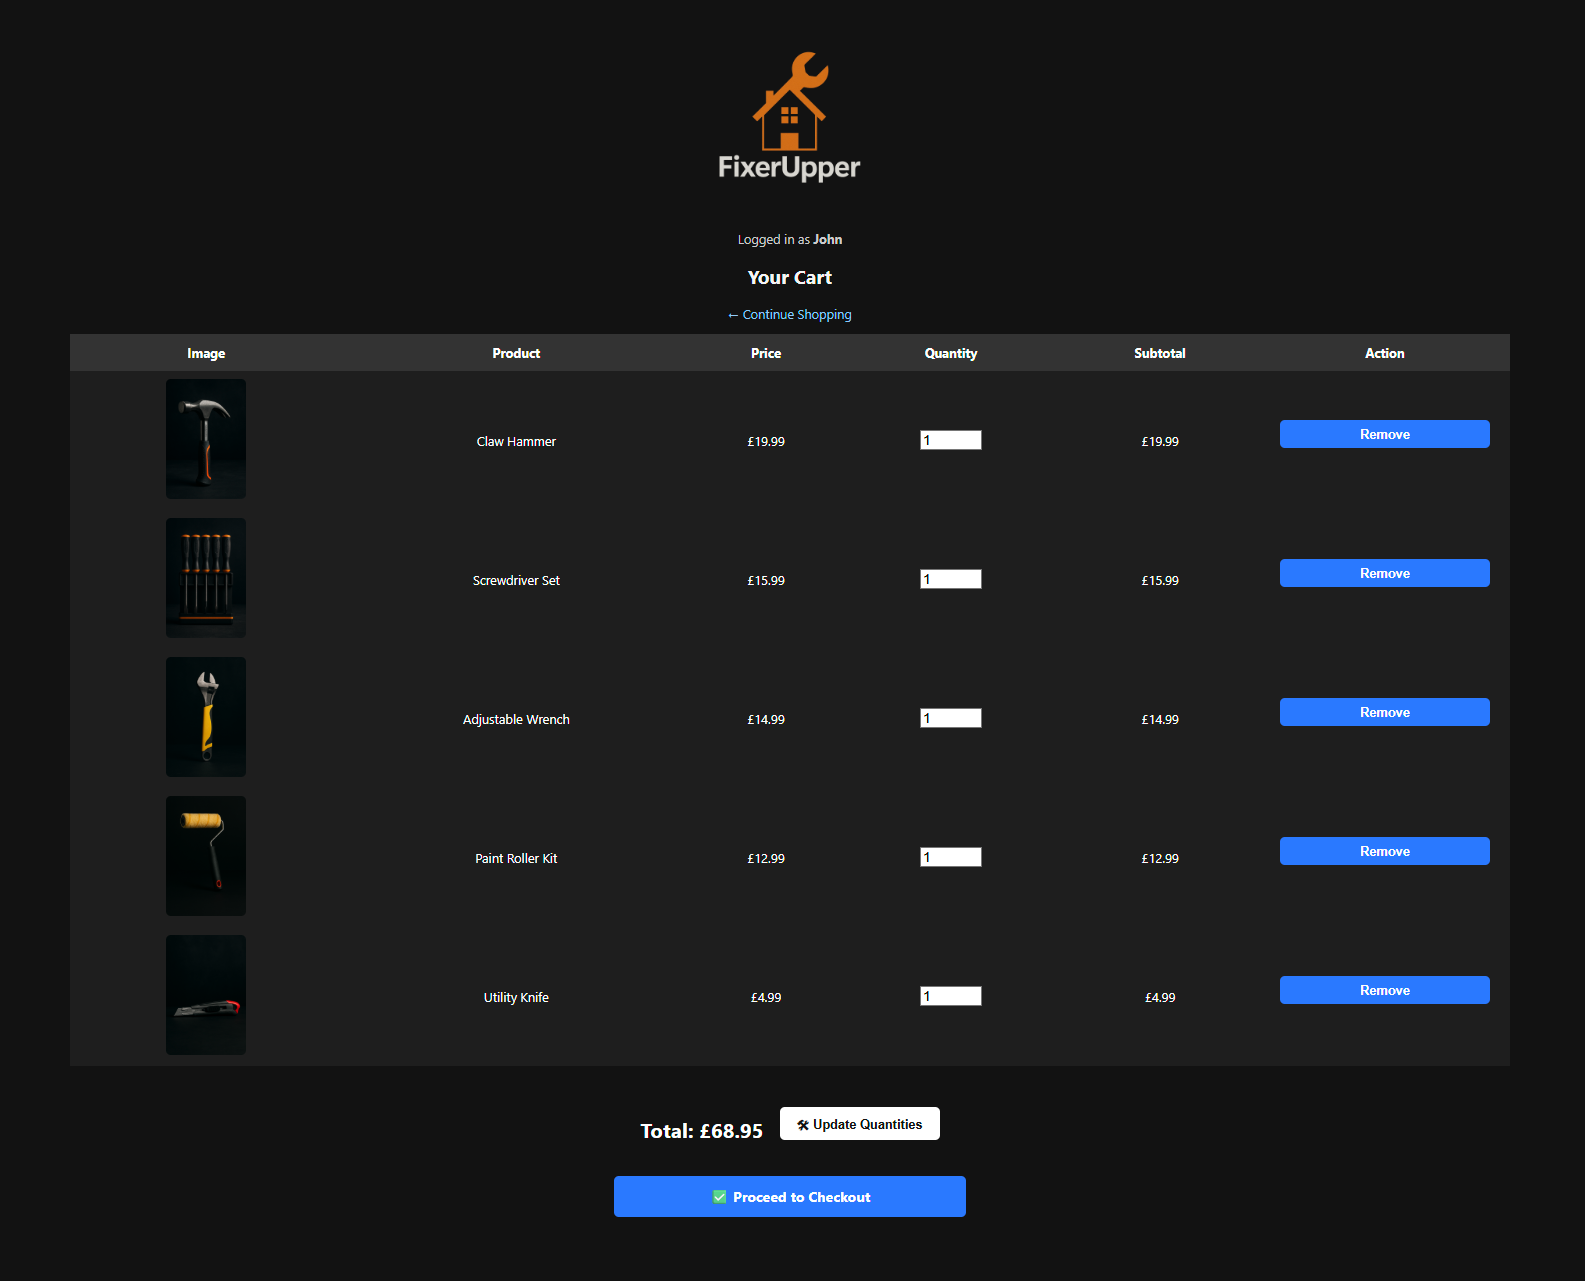 FixerUpper
Logged in as John
Your Cart
← Continue Shopping
Image Product Price Quantity Subtotal Action
Claw Hammer £19.99 1 £19.99 Remove
Screwdriver Set £15.99 1 £15.99 Remove
Adjustable Wrench £14.99 1 £14.99 Remove
Paint Roller Kit £12.99 1 £12.99 Remove
Utility Knife £4.99 1 £4.99 Remove
Total: £68.95 🛠 Update Quantities
✅ Proceed to Checkout